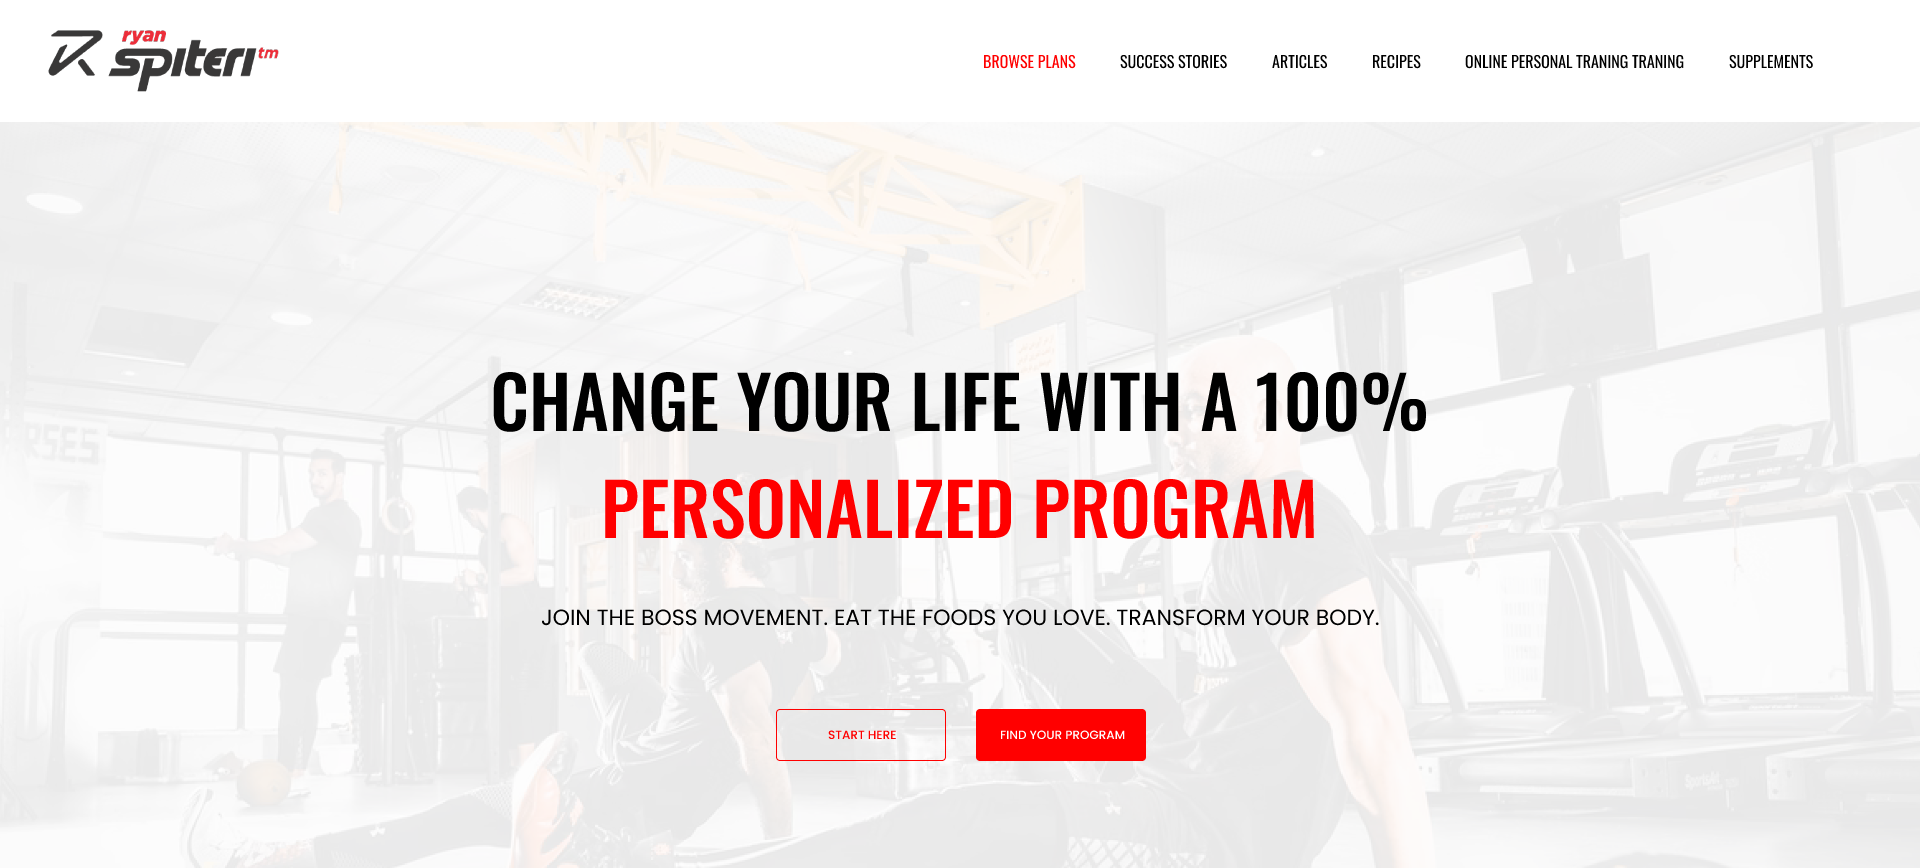 ryan
spiteri tm
BROWSE PLANS
SUCCESS STORIES
ARTICLES
RECIPES
ONLINE PERSONAL TRANING TRANING
SUPPLEMENTS
CHANGE YOUR LIFE WITH A 100%
PERSONALIZED PROGRAM
JOIN THE BOSS MOVEMENT. EAT THE FOODS YOU LOVE. TRANSFORM YOUR BODY.
START HERE
FIND YOUR PROGRAM